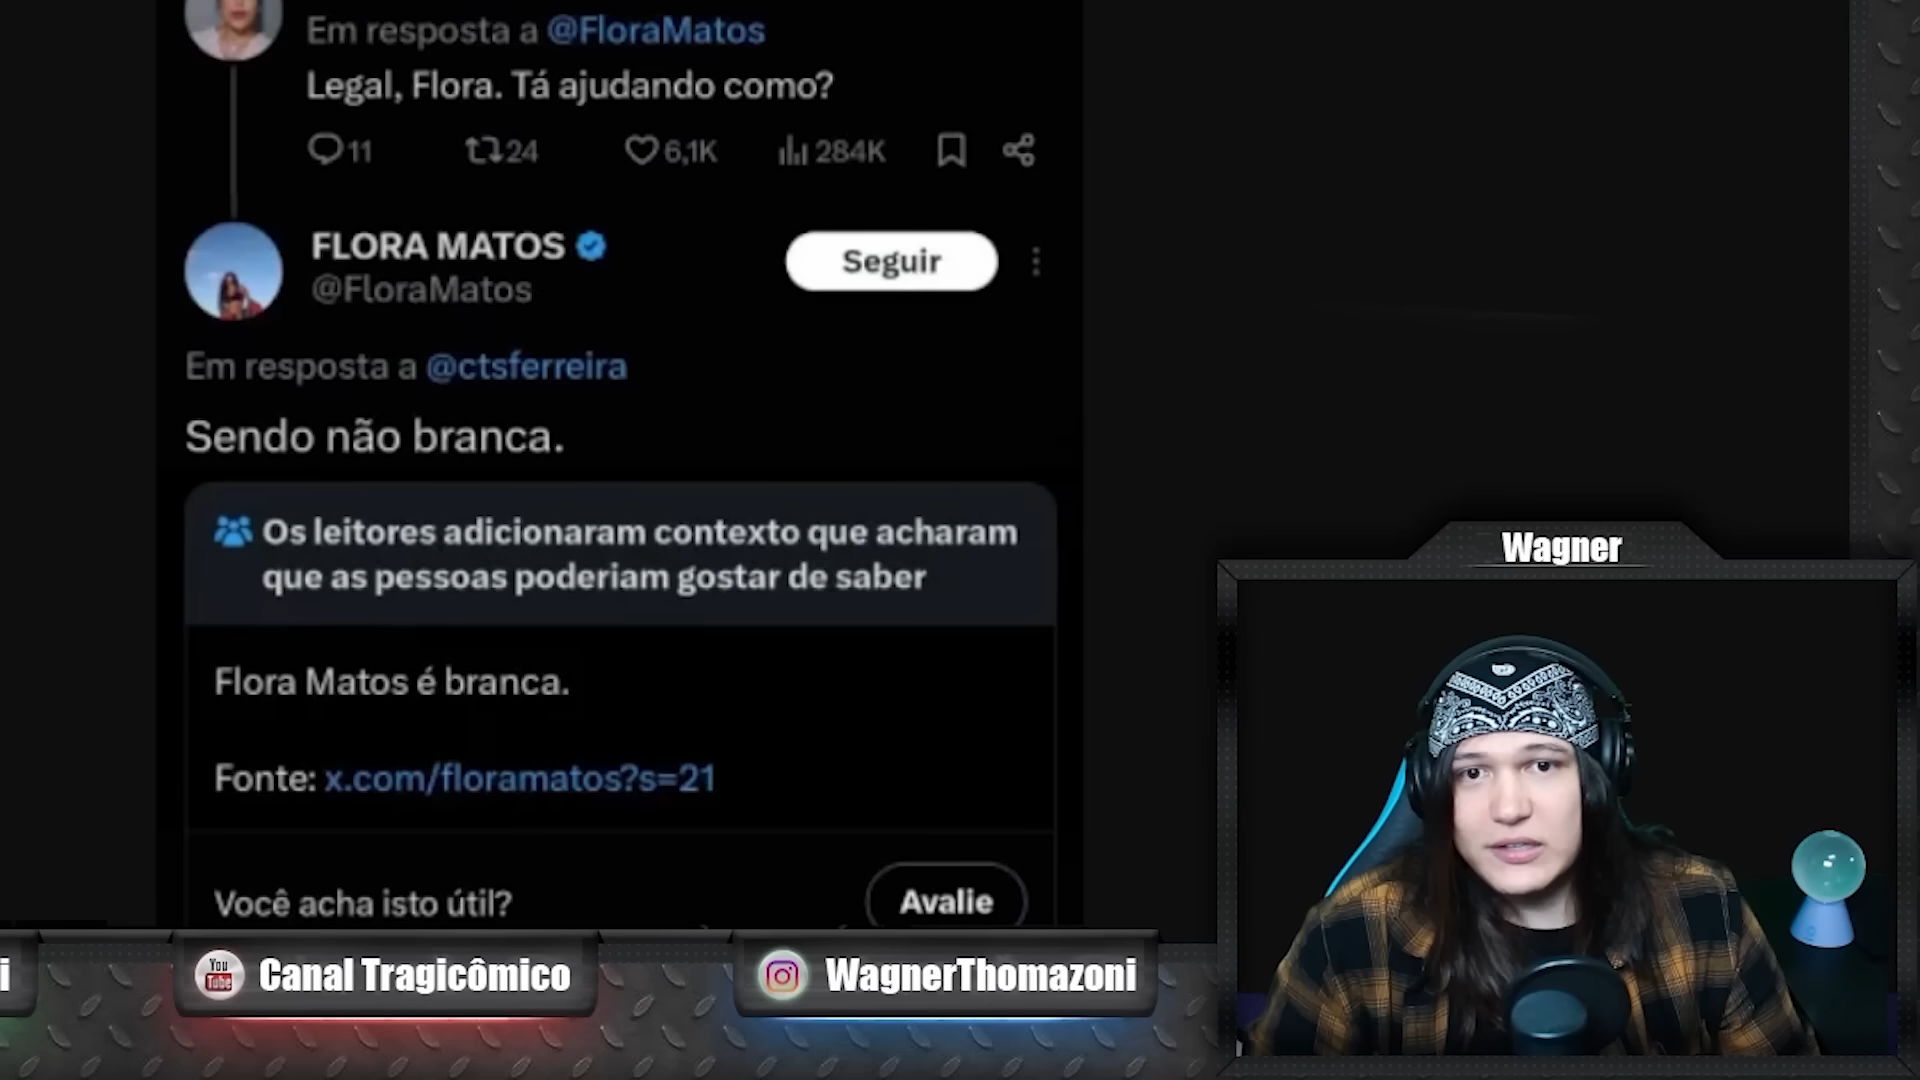 Em resposta a @FloraMatos
Legal, Flora. Tá ajudando como?
11 24 6,1K 284K
FLORA MATOS
Seguir
@FloraMatos
Em resposta a @ctsferreira
Sendo não branca.
Os leitores adicionaram contexto que acharam
que as pessoas poderiam gostar de saber
Flora Matos é branca.
Fonte: x.com/floramatos?s=21
Você acha isto útil?
Avalie
Wagner
i
You
Tube
Canal Tragicômico
WagnerThomazoni